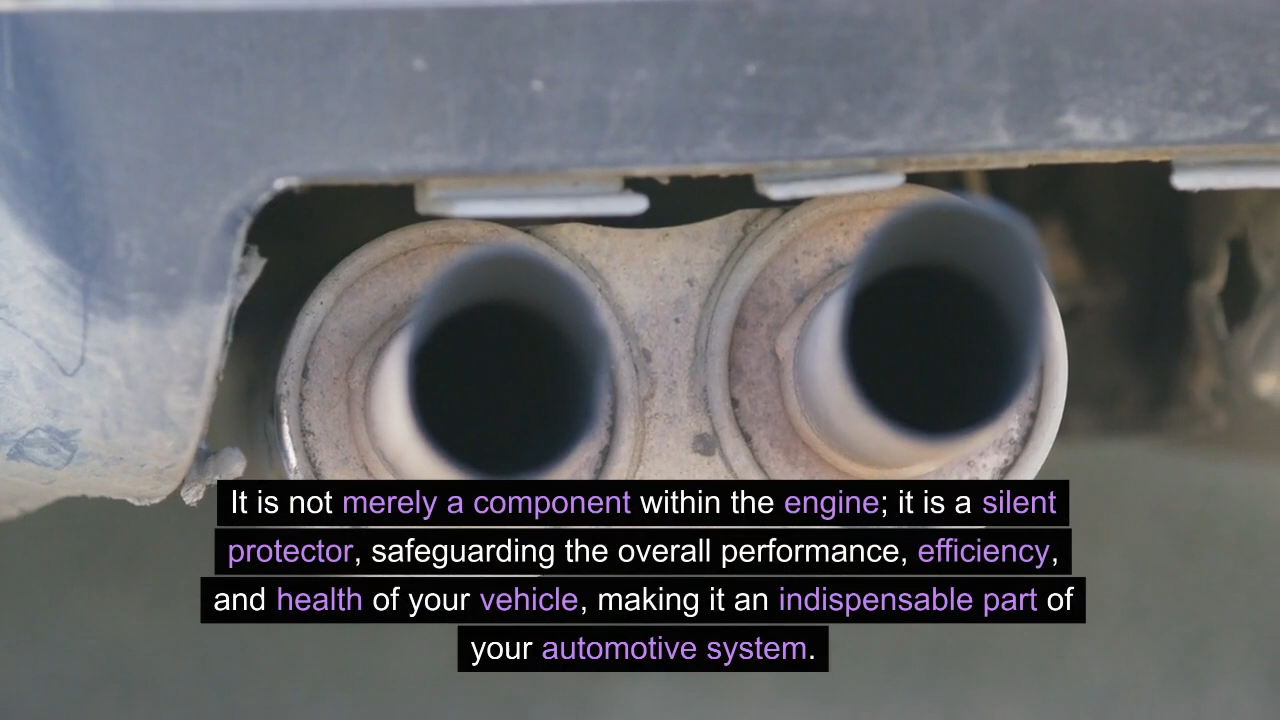 It is not merely a component within the engine; it is a silent
protector, safeguarding the overall performance, efficiency,
and health of your vehicle, making it an indispensable part of
your automotive system.